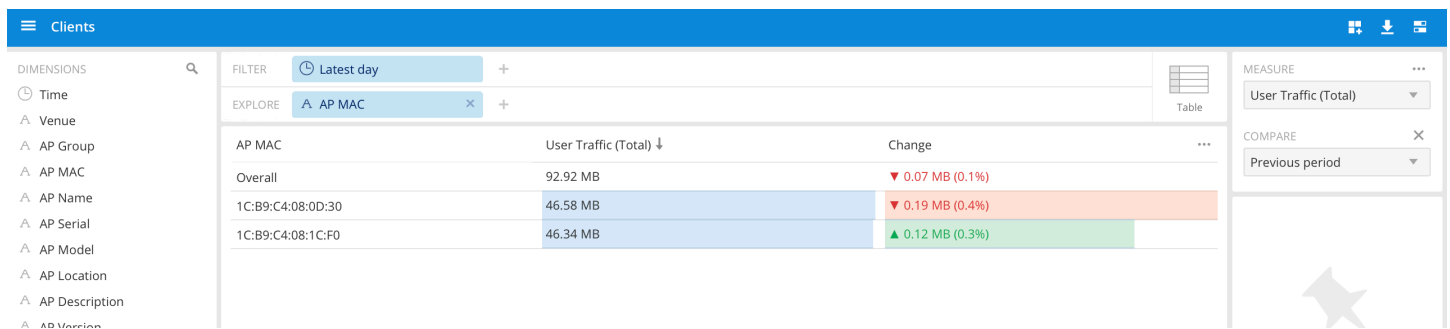 Clients
DIMENSIONS
Time
Venue
AP Group
AP MAC
AP Name
AP Serial
AP Model
AP Location
AP Description
AP Version
FILTER Latest day +
EXPLORE A AP MAC × +
Table
AP MAC User Traffic (Total) ↓ Change ...
Overall 92.92 MB ▼ 0.07 MB (0.1%)
1C:B9:C4:08:0D:30 46.58 MB ▼ 0.19 MB (0.4%)
1C:B9:C4:08:1C:F0 46.34 MB ▲ 0.12 MB (0.3%)
MEASURE ...
User Traffic (Total)
COMPARE ×
Previous period